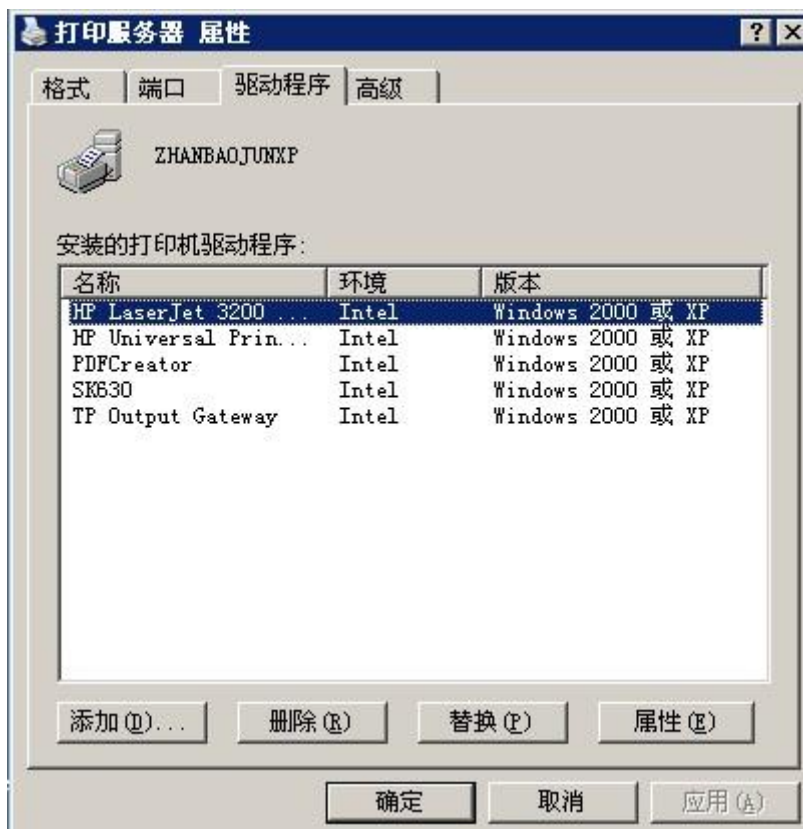 打印服务器 属性
格式 端口 驱动程序 高级
ZHANBAOJUNXP
安装的打印机驱动程序:
名称 环境 版本
HP LaserJet 3200 ... Intel Windows 2000 或 XP
HP Universal Prin... Intel Windows 2000 或 XP
PDFCreator Intel Windows 2000 或 XP
SK630 Intel Windows 2000 或 XP
TP Output Gateway Intel Windows 2000 或 XP
添加(D)... 删除(R) 替换(P) 属性(E)
确定 取消 应用(A)